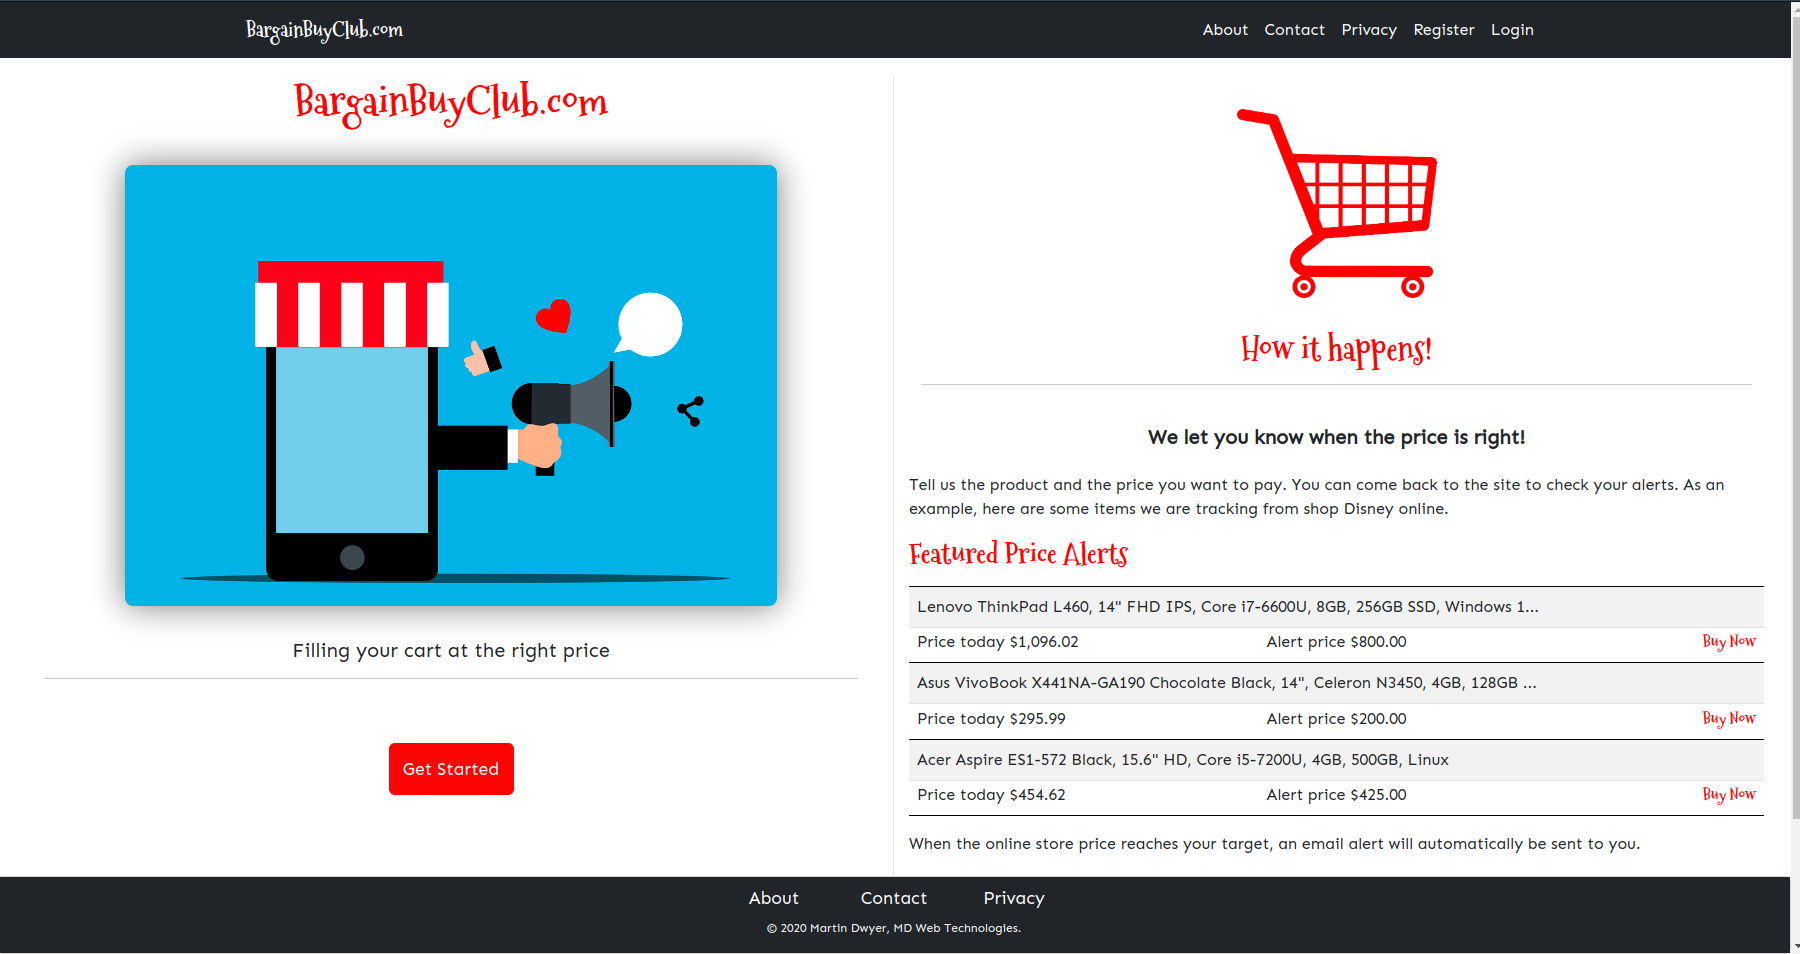 BargainBuyClub.com
About Contact Privacy Register Login
BargainBuyClub.com
Filling your cart at the right price
Get Started
How it happens!
We let you know when the price is right!
Tell us the product and the price you want to pay. You can come back to the site to check your alerts. As an
example, here are some items we are tracking from shop Disney online.
Featured Price Alerts
Lenovo ThinkPad L460, 14" FHD IPS, Core i7-6600U, 8GB, 256GB SSD, Windows 1...
Price today $1,096.02 Alert price $800.00 Buy Now
Asus VivoBook X441NA-GA190 Chocolate Black, 14", Celeron N3450, 4GB, 128GB ...
Price today $295.99 Alert price $200.00 Buy Now
Acer Aspire ES1-572 Black, 15.6" HD, Core i5-7200U, 4GB, 500GB, Linux
Price today $454.62 Alert price $425.00 Buy Now
When the online store price reaches your target, an email alert will automatically be sent to you.
About Contact Privacy
© 2020 Martin Dwyer, MD Web Technologies.